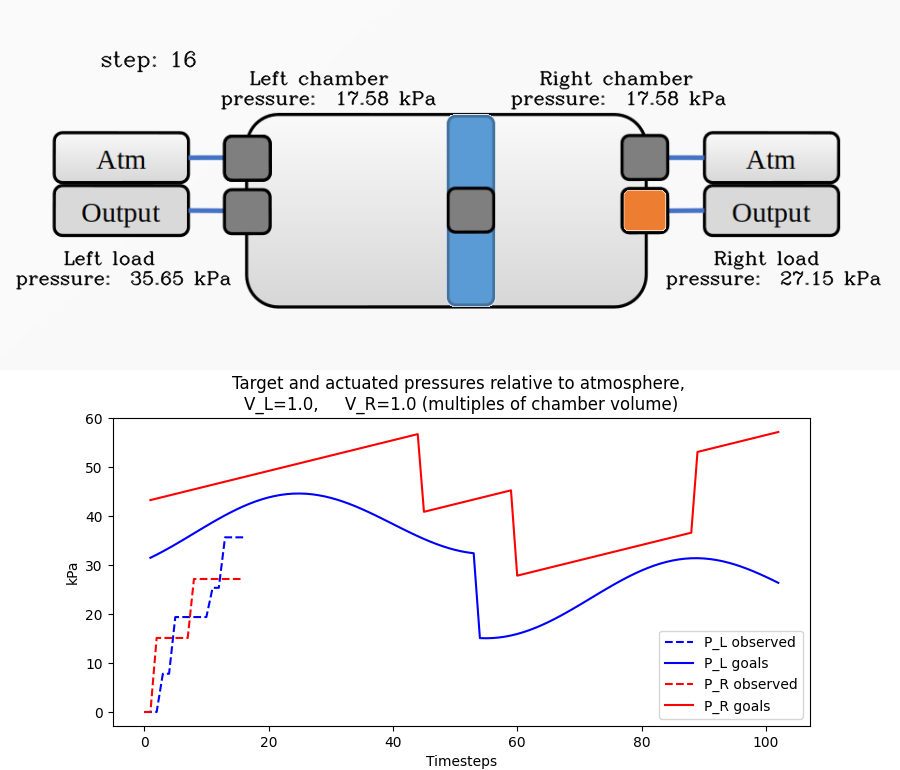 step: 16
Left chamber
pressure: 17.58 kPa
Right chamber
pressure: 17.58 kPa
Atm
Output
Atm
Output
Left load
pressure: 35.65 kPa
Right load
pressure: 27.15 kPa
Target and actuated pressures relative to atmosphere,
V_L=1.0, V_R=1.0 (multiples of chamber volume)
60
50
40
30
20
10
0
kPa
0 20 40 60 80 100
Timesteps
P_L observed
P_L goals
P_R observed
P_R goals